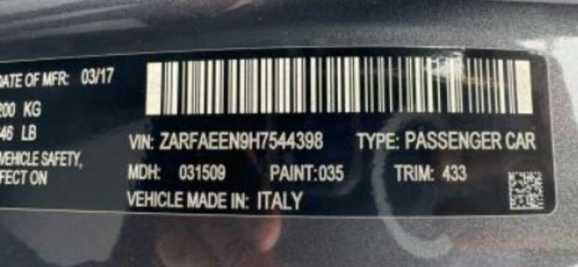 DATE OF MFR: 03/17
200 KG
46 LB
VEHICLE SAFETY,
FFECT ON
VIN: ZARFAEEN9H7544398 TYPE: PASSENGER CAR
MDH: 031509 PAINT:035 TRIM: 433
VEHICLE MADE IN: ITALY